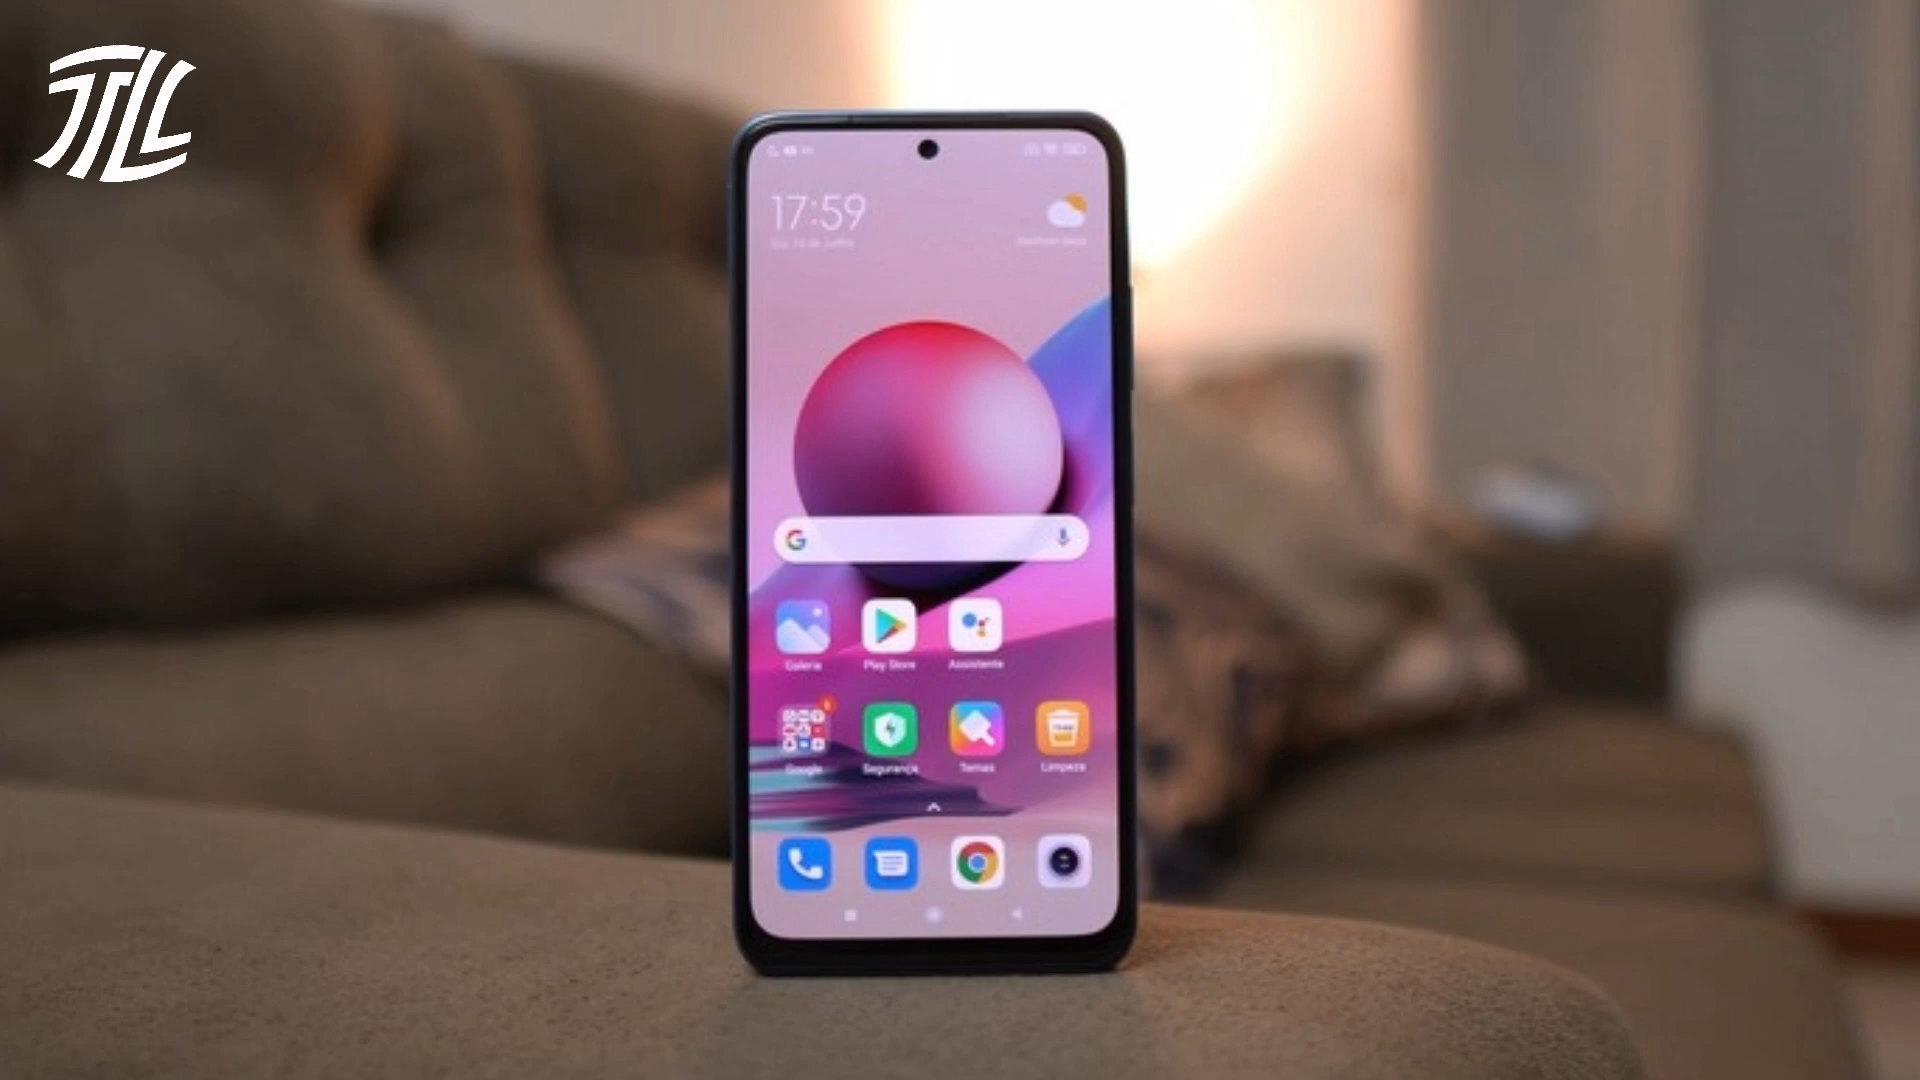 17:59
Galeria
Play Store
Assistente
Google
Segurança
Temas
Limpeza